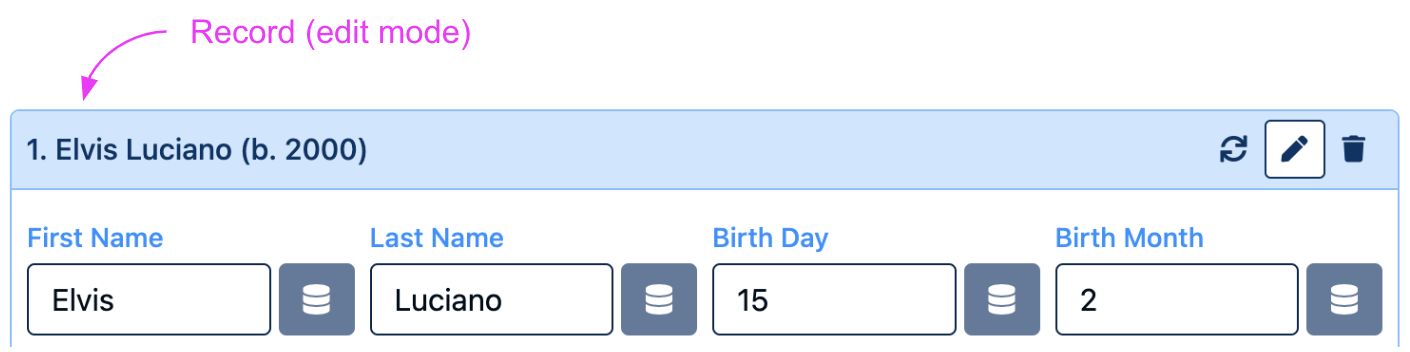 Record (edit mode)
1. Elvis Luciano (b. 2000)
First Name Last Name Birth Day Birth Month
Elvis Luciano 15 2